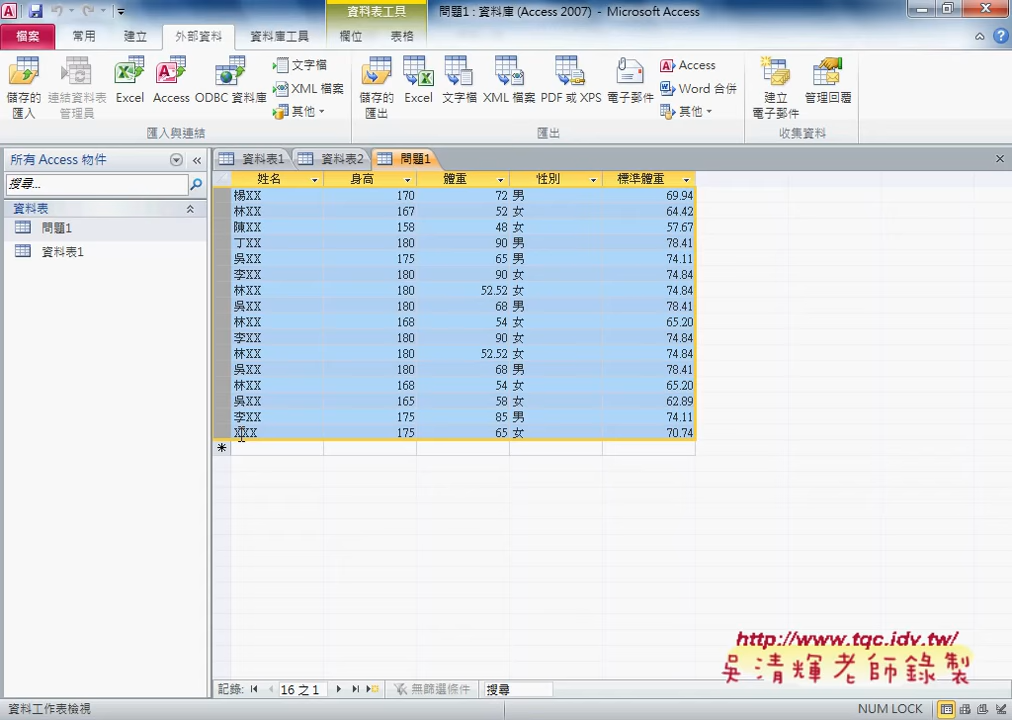 資料表工具
問題1 : 資料庫 (Access 2007) - Microsoft Access
檔案 常用 建立 外部資料 資料庫工具 欄位 表格
儲存的匯入 連結資料表管理員 Excel Access ODBC 資料庫 文字檔 XML 檔案 其他 儲存的匯出 Excel 文字檔 XML 檔案 PDF 或 XPS 電子郵件 Access Word 合併 其他 建立電子郵件 管理回覆
匯入與連結 匯出 收集資料
所有 Access 物件
搜尋...
資料表
問題1
資料表1
資料表1 資料表2 問題1
姓名 身高 體重 性別 標準體重
楊XX 170 72 男 69.94
林XX 167 52 女 64.42
陳XX 158 48 女 57.67
丁XX 180 90 男 78.41
吳XX 175 65 男 74.11
李XX 180 90 女 74.84
林XX 180 52.52 女 74.84
吳XX 180 68 男 78.41
林XX 168 54 女 65.20
李XX 180 90 女 74.84
林XX 180 52.52 女 74.84
吳XX 180 68 男 78.41
林XX 168 54 女 65.20
吳XX 165 58 女 62.89
李XX 175 85 男 74.11
XXX 175 65 女 70.74
http://www.tqc.idv.tw/
吳清輝老師錄製
記錄: 16 之 1 無篩選條件 搜尋
資料工作表檢視 NUM LOCK